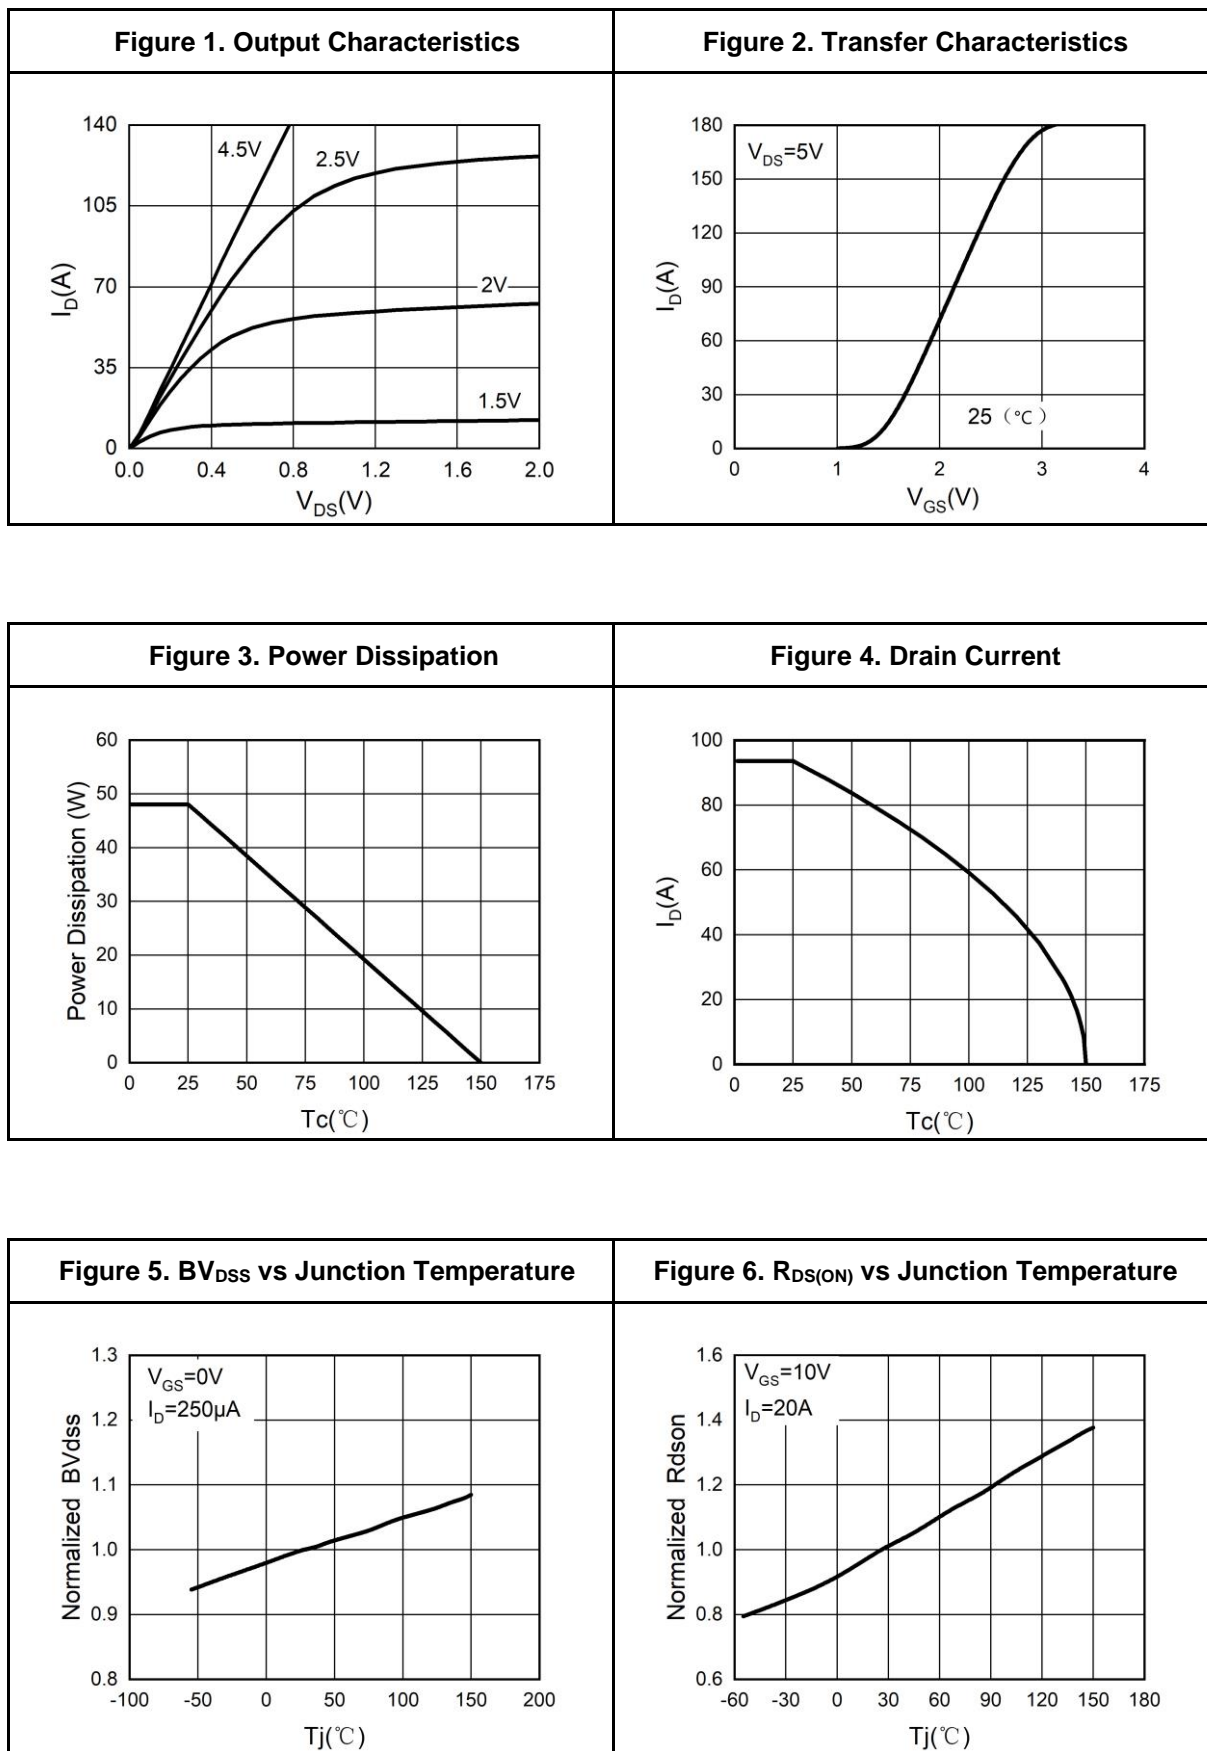 Figure 1. Output Characteristics
Figure 2. Transfer Characteristics
140
105
70
35
0
4.5V
2.5V
2V
1.5V
0.0 0.4 0.8 1.2 1.6 2.0
I_D(A)
V_DS(V)
180
150
120
90
60
30
0
V_DS=5V
25（℃）
0 1 2 3 4
I_D(A)
V_GS(V)
Figure 3. Power Dissipation
Figure 4. Drain Current
60
50
40
30
20
10
0
0 25 50 75 100 125 150 175
Power Dissipation (W)
Tc(℃)
100
80
60
40
20
0
0 25 50 75 100 125 150 175
I_D(A)
Tc(℃)
Figure 5. BV_DSS vs Junction Temperature
Figure 6. R_DS(ON) vs Junction Temperature
1.3
1.2
1.1
1.0
0.9
0.8
V_GS=0V
I_D=250μA
-100 -50 0 50 100 150 200
Normalized BVdss
Tj(℃)
1.6
1.4
1.2
1.0
0.8
0.6
V_GS=10V
I_D=20A
-60 -30 0 30 60 90 120 150 180
Normalized Rdson
Tj(℃)